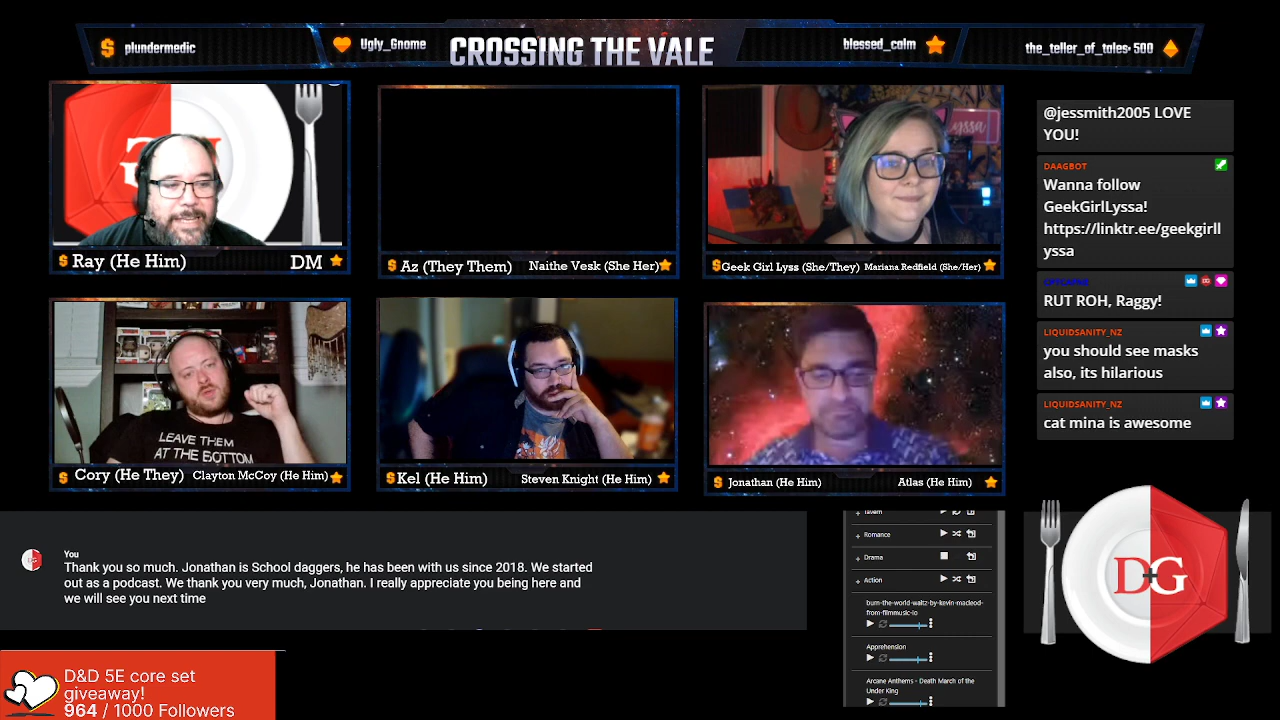 plundermedic
Ugly_Gnome
CROSSING THE VALE
blessed_calm
the_teller_of_tales: 500
Ray (He Him)
DM
Az (They Them)
Naithe Vesk (She Her)
Geek Girl Lyss (She/They)
Mariana Redfield (She/Her)
LEAVE THEM
AT THE BOTTOM
Cory (He They)
Clayton McCoy (He Him)
Kel (He Him)
Steven Knight (He Him)
Jonathan (He Him)
Atlas (He Him)
@jessmith2005 LOVE
YOU!
DAAGBOT
Wanna follow
GeekGirlLyssa!
https://linktr.ee/geekgirll
yssa
RUT ROH, Raggy!
LIQUIDSANITY_NZ
you should see masks
also, its hilarious
LIQUIDSANITY_NZ
cat mina is awesome
You
Thank you so much. Jonathan is School daggers, he has been with us since 2018. We started
out as a podcast. We thank you very much, Jonathan. I really appreciate you being here and
we will see you next time
Tavern
Romance
Drama
Action
burn-the-world-waltz-by-kevin-macleod-
from-filmmusic-io
Apprehension
Arcane Anthems - Death March of the
Under King
D+G
D&D 5E core set
giveaway!
964 / 1000 Followers